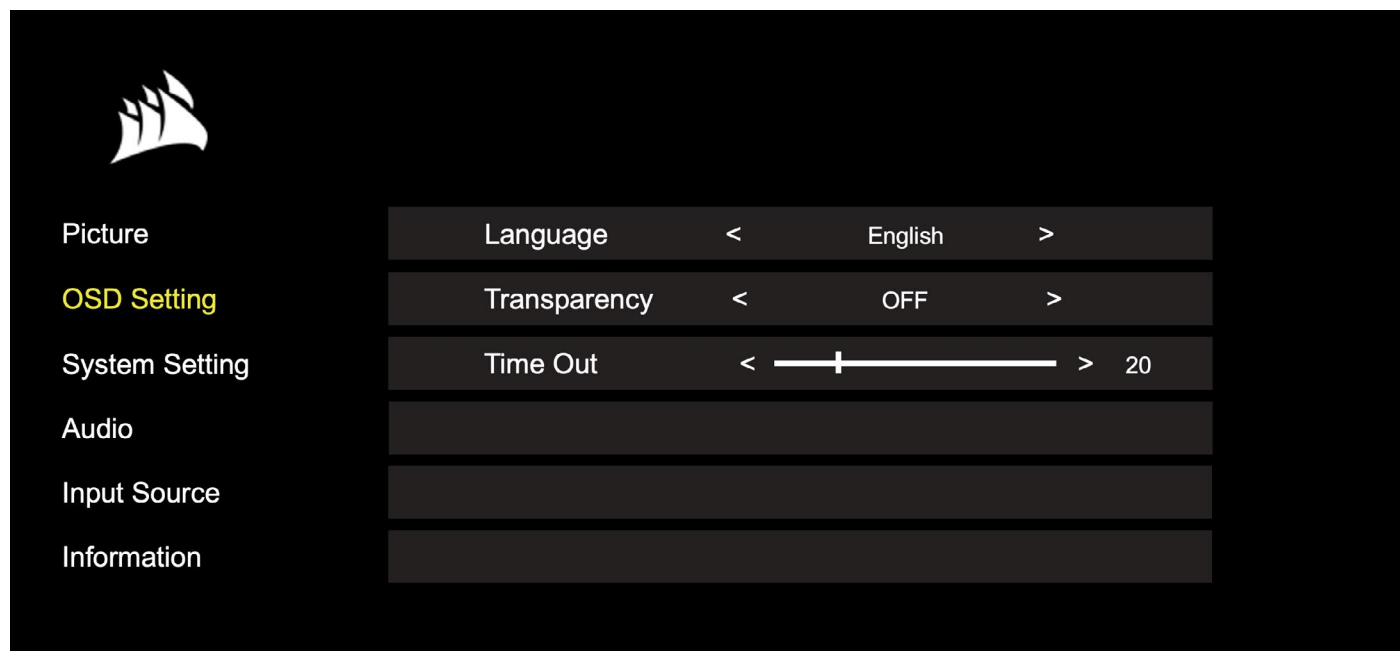 Picture Language < English >
OSD Setting Transparency < OFF >
System Setting Time Out < > 20
Audio
Input Source
Information